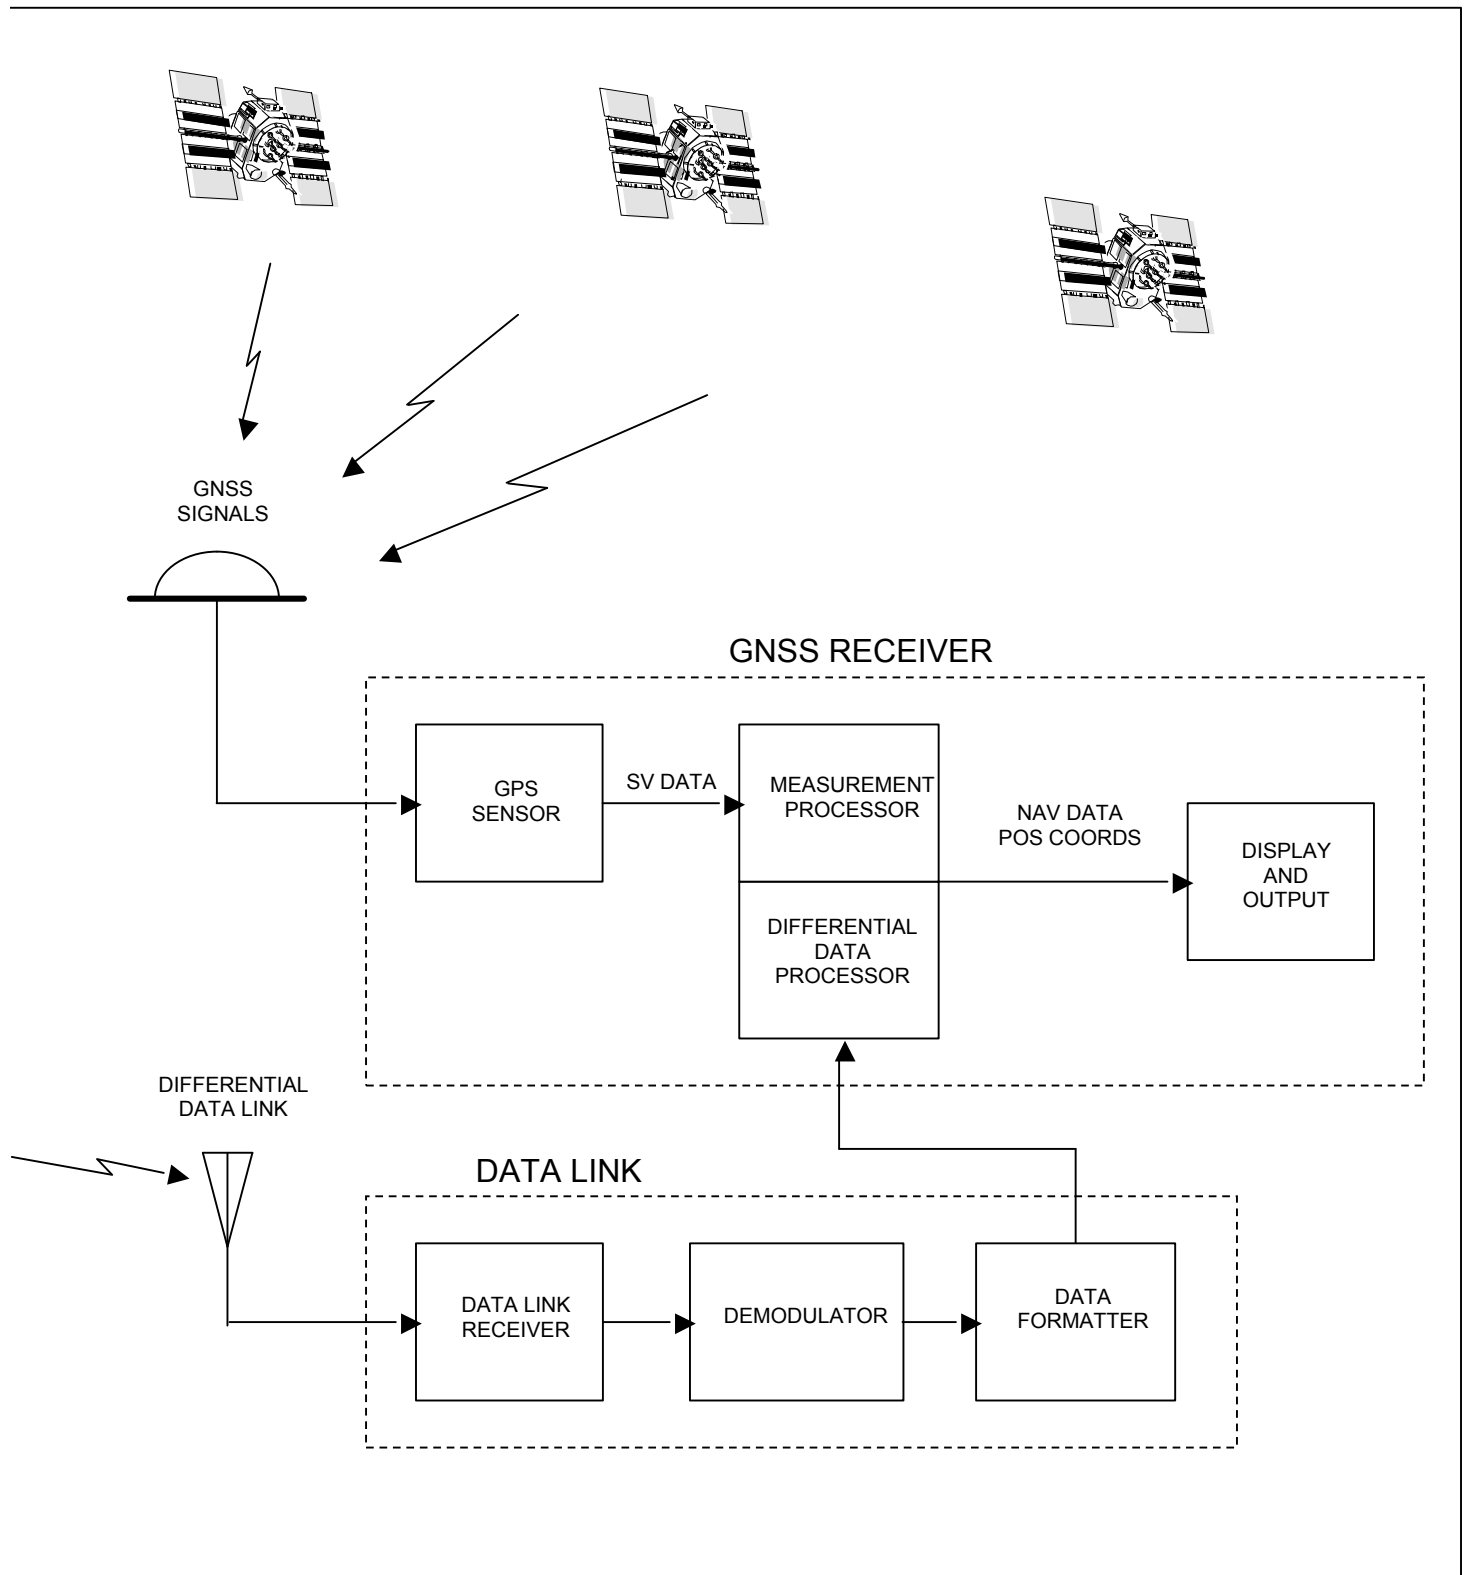 GNSS
SIGNALS
GNSS RECEIVER
GPS
SENSOR
SV DATA
MEASUREMENT
PROCESSOR
NAV DATA
POS COORDS
DISPLAY
AND
OUTPUT
DIFFERENTIAL
DATA
PROCESSOR
DIFFERENTIAL
DATA LINK
DATA LINK
DATA LINK
RECEIVER
DEMODULATOR
DATA
FORMATTER